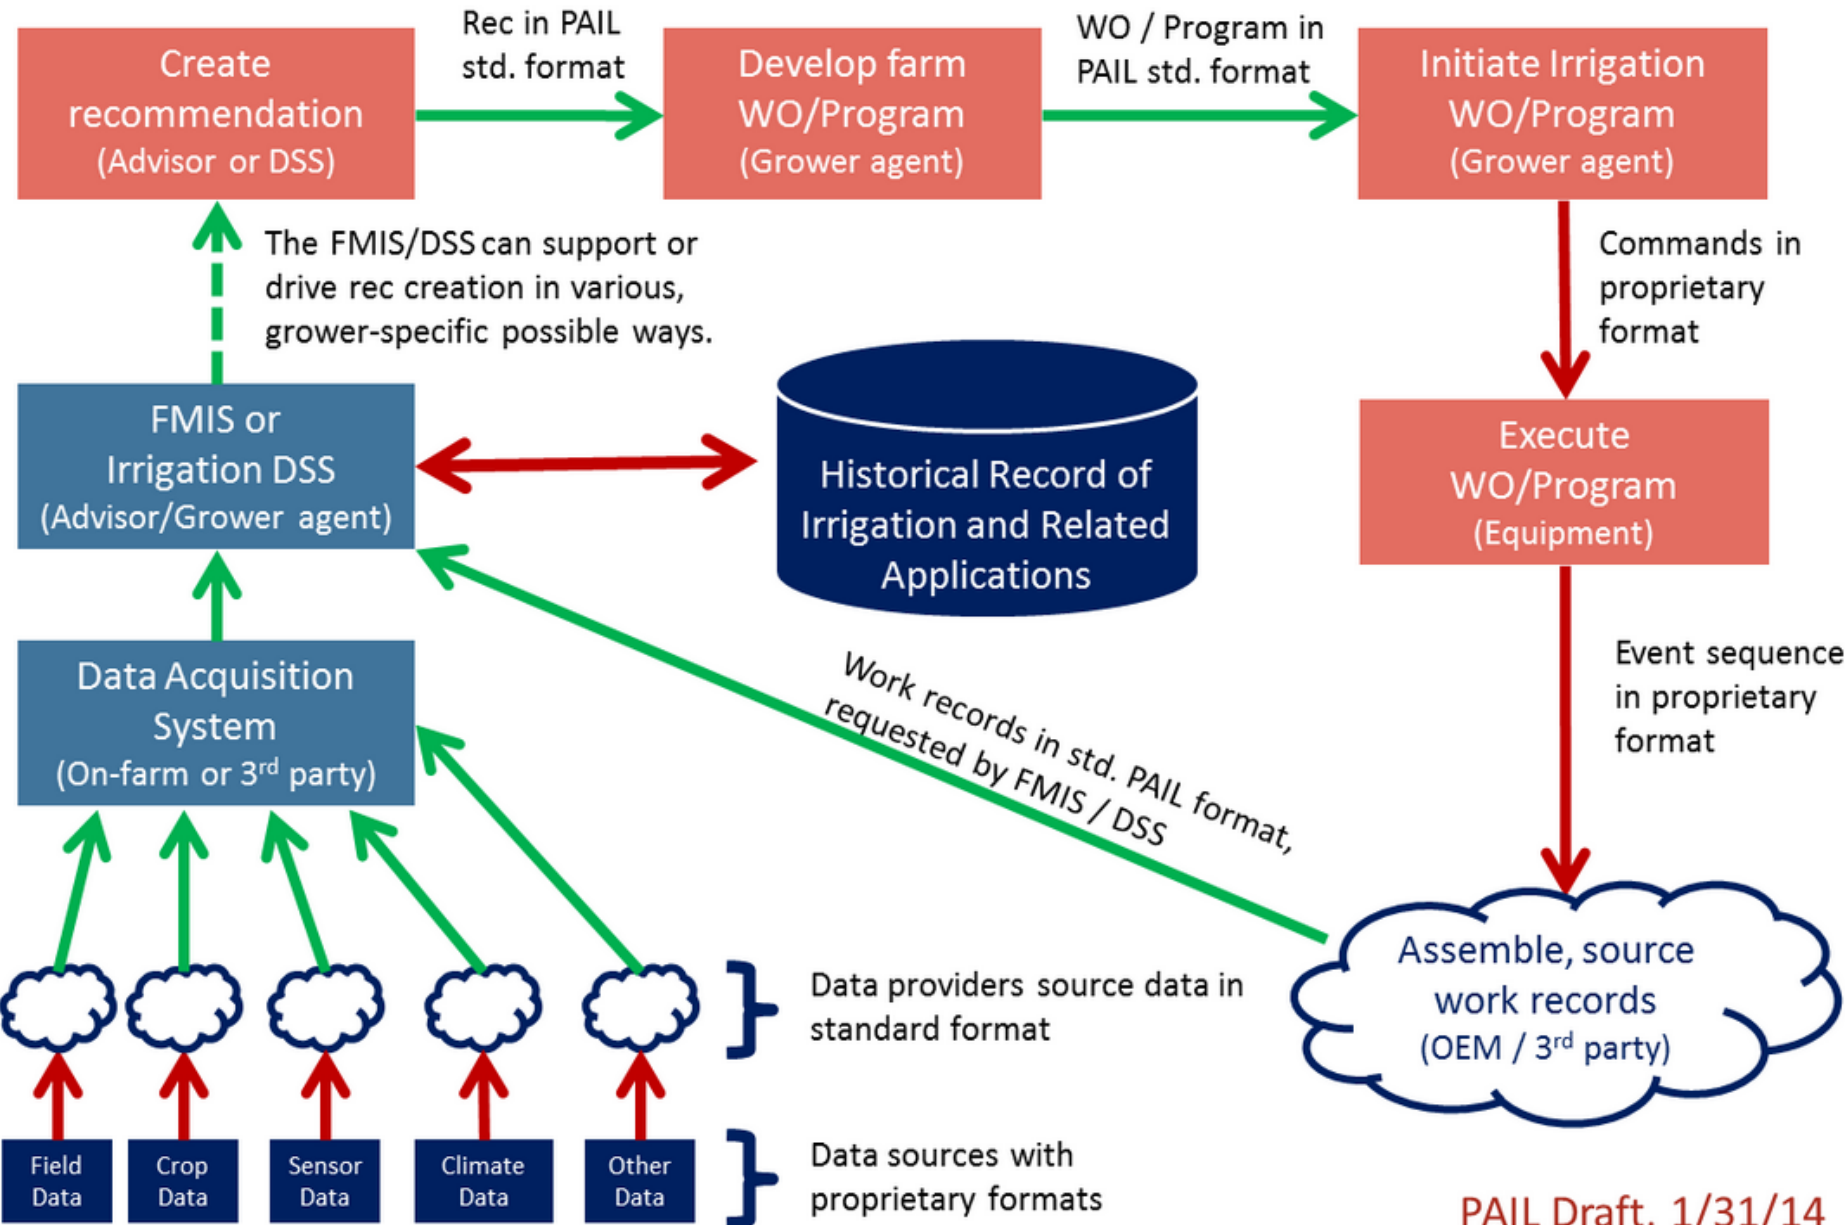 Create
recommendation
(Advisor or DSS)
Rec in PAIL
std. format
Develop farm
WO/Program
(Grower agent)
WO / Program in
PAIL std. format
Initiate Irrigation
WO/Program
(Grower agent)
The FMIS/DSS can support or
drive rec creation in various,
grower-specific possible ways.
Commands in
proprietary
format
FMIS or
Irrigation DSS
(Advisor/Grower agent)
Historical Record of
Irrigation and Related
Applications
Execute
WO/Program
(Equipment)
Data Acquisition
System
(On-farm or 3rd party)
Work records in std. PAIL format,
requested by FMIS / DSS
Event sequence
in proprietary
format
Assemble, source
work records
(OEM / 3rd party)
Data providers source data in
standard format
Field
Data
Crop
Data
Sensor
Data
Climate
Data
Other
Data
Data sources with
proprietary formats
PAIL Draft, 1/31/14